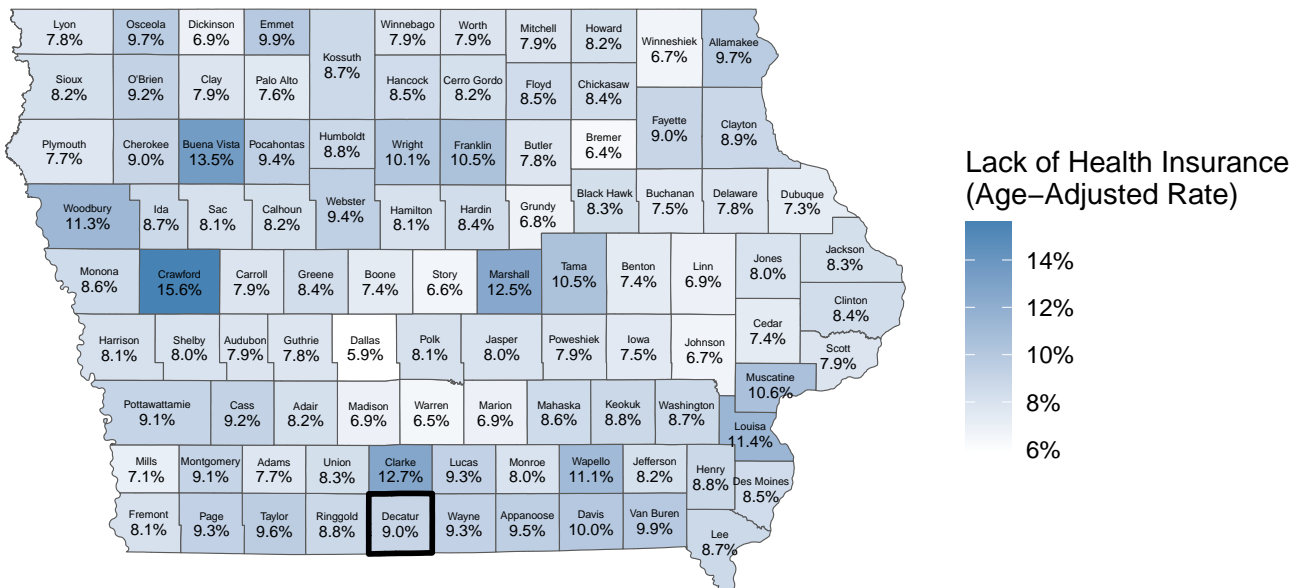 Lyon
7.8%
Osceola
9.7%
Dickinson
6.9%
Emmet
9.9%
Kossuth
8.7%
Winnebago
7.9%
Worth
7.9%
Mitchell
7.9%
Howard
8.2%
Winneshiek
6.7%
Allamakee
9.7%
Sioux
8.2%
O'Brien
9.2%
Clay
7.9%
Palo Alto
7.6%
Hancock
8.5%
Cerro Gordo
8.2%
Floyd
8.5%
Chickasaw
8.4%
Fayette
9.0%
Clayton
8.9%
Plymouth
7.7%
Cherokee
9.0%
Buena Vista
13.5%
Pocahontas
9.4%
Humboldt
8.8%
Wright
10.1%
Franklin
10.5%
Butler
7.8%
Bremer
6.4%
Woodbury
11.3%
Ida
8.7%
Sac
8.1%
Calhoun
8.2%
Webster
9.4%
Hamilton
8.1%
Hardin
8.4%
Grundy
6.8%
Black Hawk
8.3%
Buchanan
7.5%
Delaware
7.8%
Dubuque
7.3%
Monona
8.6%
Crawford
15.6%
Carroll
7.9%
Greene
8.4%
Boone
7.4%
Story
6.6%
Marshall
12.5%
Tama
10.5%
Benton
7.4%
Linn
6.9%
Jones
8.0%
Jackson
8.3%
Clinton
8.4%
Harrison
8.1%
Shelby
8.0%
Audubon
7.9%
Guthrie
7.8%
Dallas
5.9%
Polk
8.1%
Jasper
8.0%
Poweshiek
7.9%
Iowa
7.5%
Johnson
6.7%
Cedar
7.4%
Scott
7.9%
Muscatine
10.6%
Pottawattamie
9.1%
Cass
9.2%
Adair
8.2%
Madison
6.9%
Warren
6.5%
Marion
6.9%
Mahaska
8.6%
Keokuk
8.8%
Washington
8.7%
Louisa
11.4%
Mills
7.1%
Montgomery
9.1%
Adams
7.7%
Union
8.3%
Clarke
12.7%
Lucas
9.3%
Monroe
8.0%
Wapello
11.1%
Jefferson
8.2%
Henry
8.8%
Des Moines
8.5%
Fremont
8.1%
Page
9.3%
Taylor
9.6%
Ringgold
8.8%
Decatur
9.0%
Wayne
9.3%
Appanoose
9.5%
Davis
10.0%
Van Buren
9.9%
Lee
8.7%
Lack of Health Insurance
(Age−Adjusted Rate)
14%
12%
10%
8%
6%